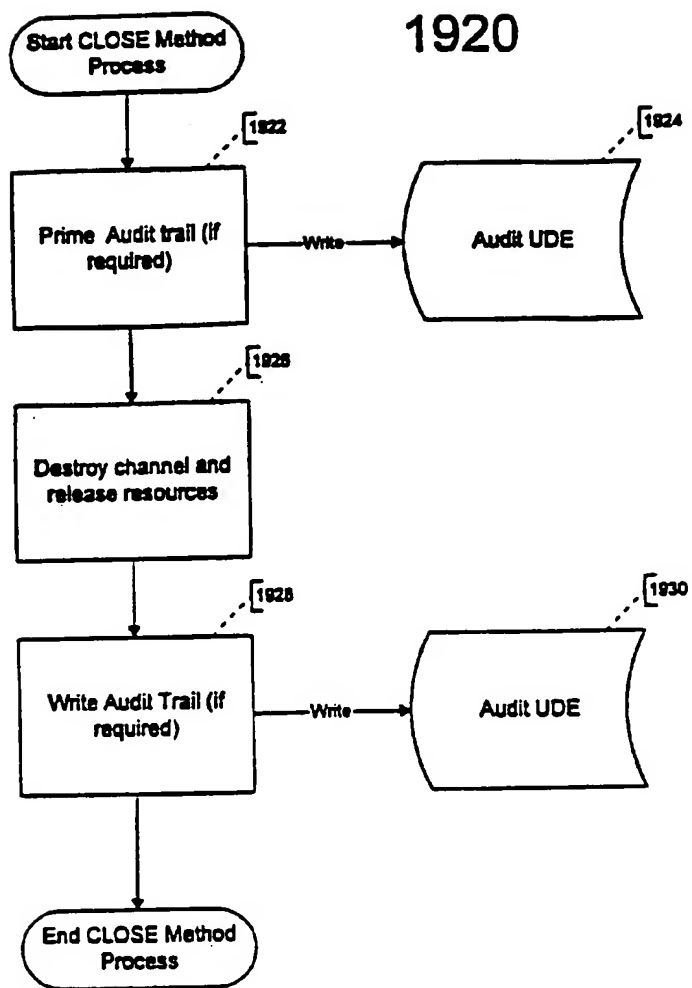 1920
Start CLOSE Method
Process
1922
1924
Prime Audit trail (if
required)
Write
Audit UDE
1926
Destroy channel and
release resources
1928
1930
Write Audit Trail (if
required)
Write
Audit UDE
End CLOSE Method
Process